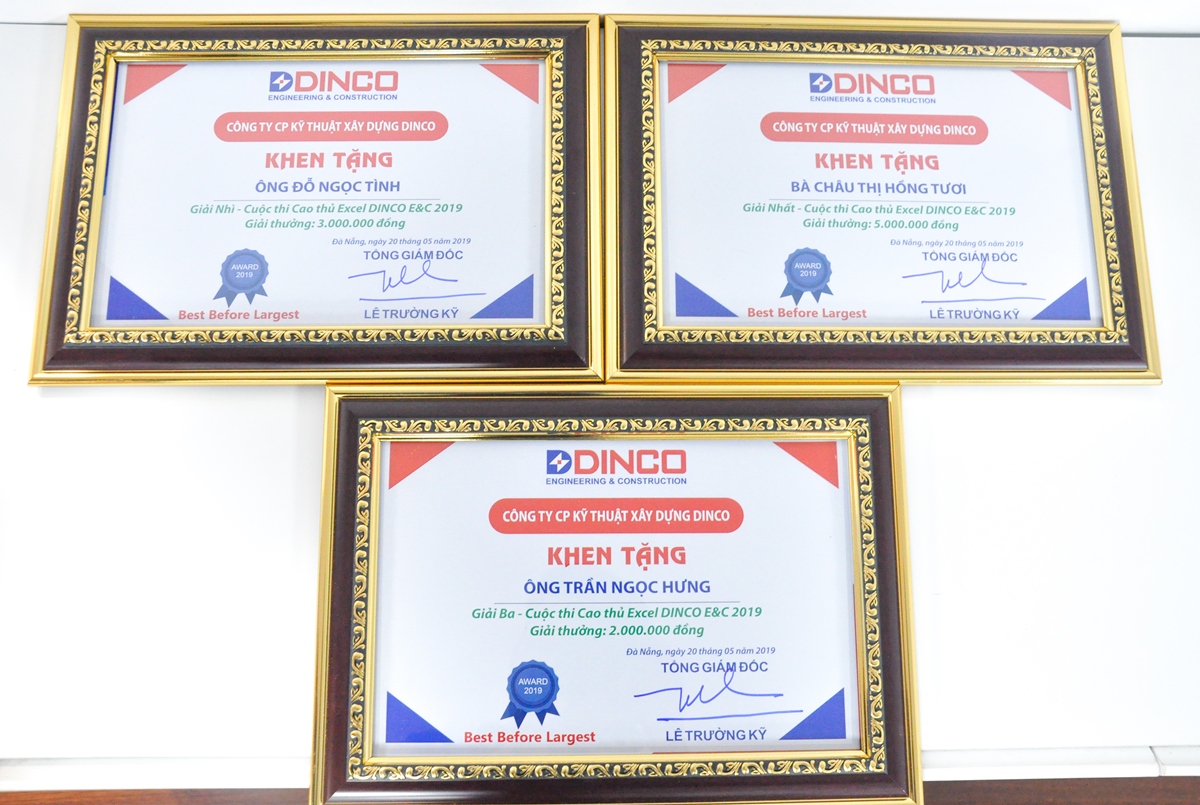 DINCO
ENGINEERING & CONSTRUCTION
CÔNG TY CP KỸ THUẬT XÂY DỰNG DINCO
KHEN TẶNG
ÔNG ĐỖ NGỌC TÌNH
Giải Nhì - Cuộc thi Cao thủ Excel DINCO E&C 2019
Giải thưởng: 3.000.000 đồng
Đà Nẵng, ngày 20 tháng 05 năm 2019
TỔNG GIÁM ĐỐC
AWARD
2019
Best Before Largest
LÊ TRƯỜNG KỸ
DINCO
ENGINEERING & CONSTRUCTION
CÔNG TY CP KỸ THUẬT XÂY DỰNG DINCO
KHEN TẶNG
BÀ CHÂU THỊ HỒNG TƯƠI
Giải Nhất - Cuộc thi Cao thủ Excel DINCO E&C 2019
Giải thưởng: 5.000.000 đồng
Đà Nẵng, ngày 20 tháng 05 năm 2019
TỔNG GIÁM ĐỐC
AWARD
2019
Best Before Largest
LÊ TRƯỜNG KỸ
DINCO
ENGINEERING & CONSTRUCTION
CÔNG TY CP KỸ THUẬT XÂY DỰNG DINCO
KHEN TẶNG
ÔNG TRẦN NGỌC HƯNG
Giải Ba - Cuộc thi Cao thủ Excel DINCO E&C 2019
Giải thưởng: 2.000.000 đồng
Đà Nẵng, ngày 20 tháng 05 năm 2019
TỔNG GIÁM ĐỐC
AWARD
2019
Best Before Largest
LÊ TRƯỜNG KỸ